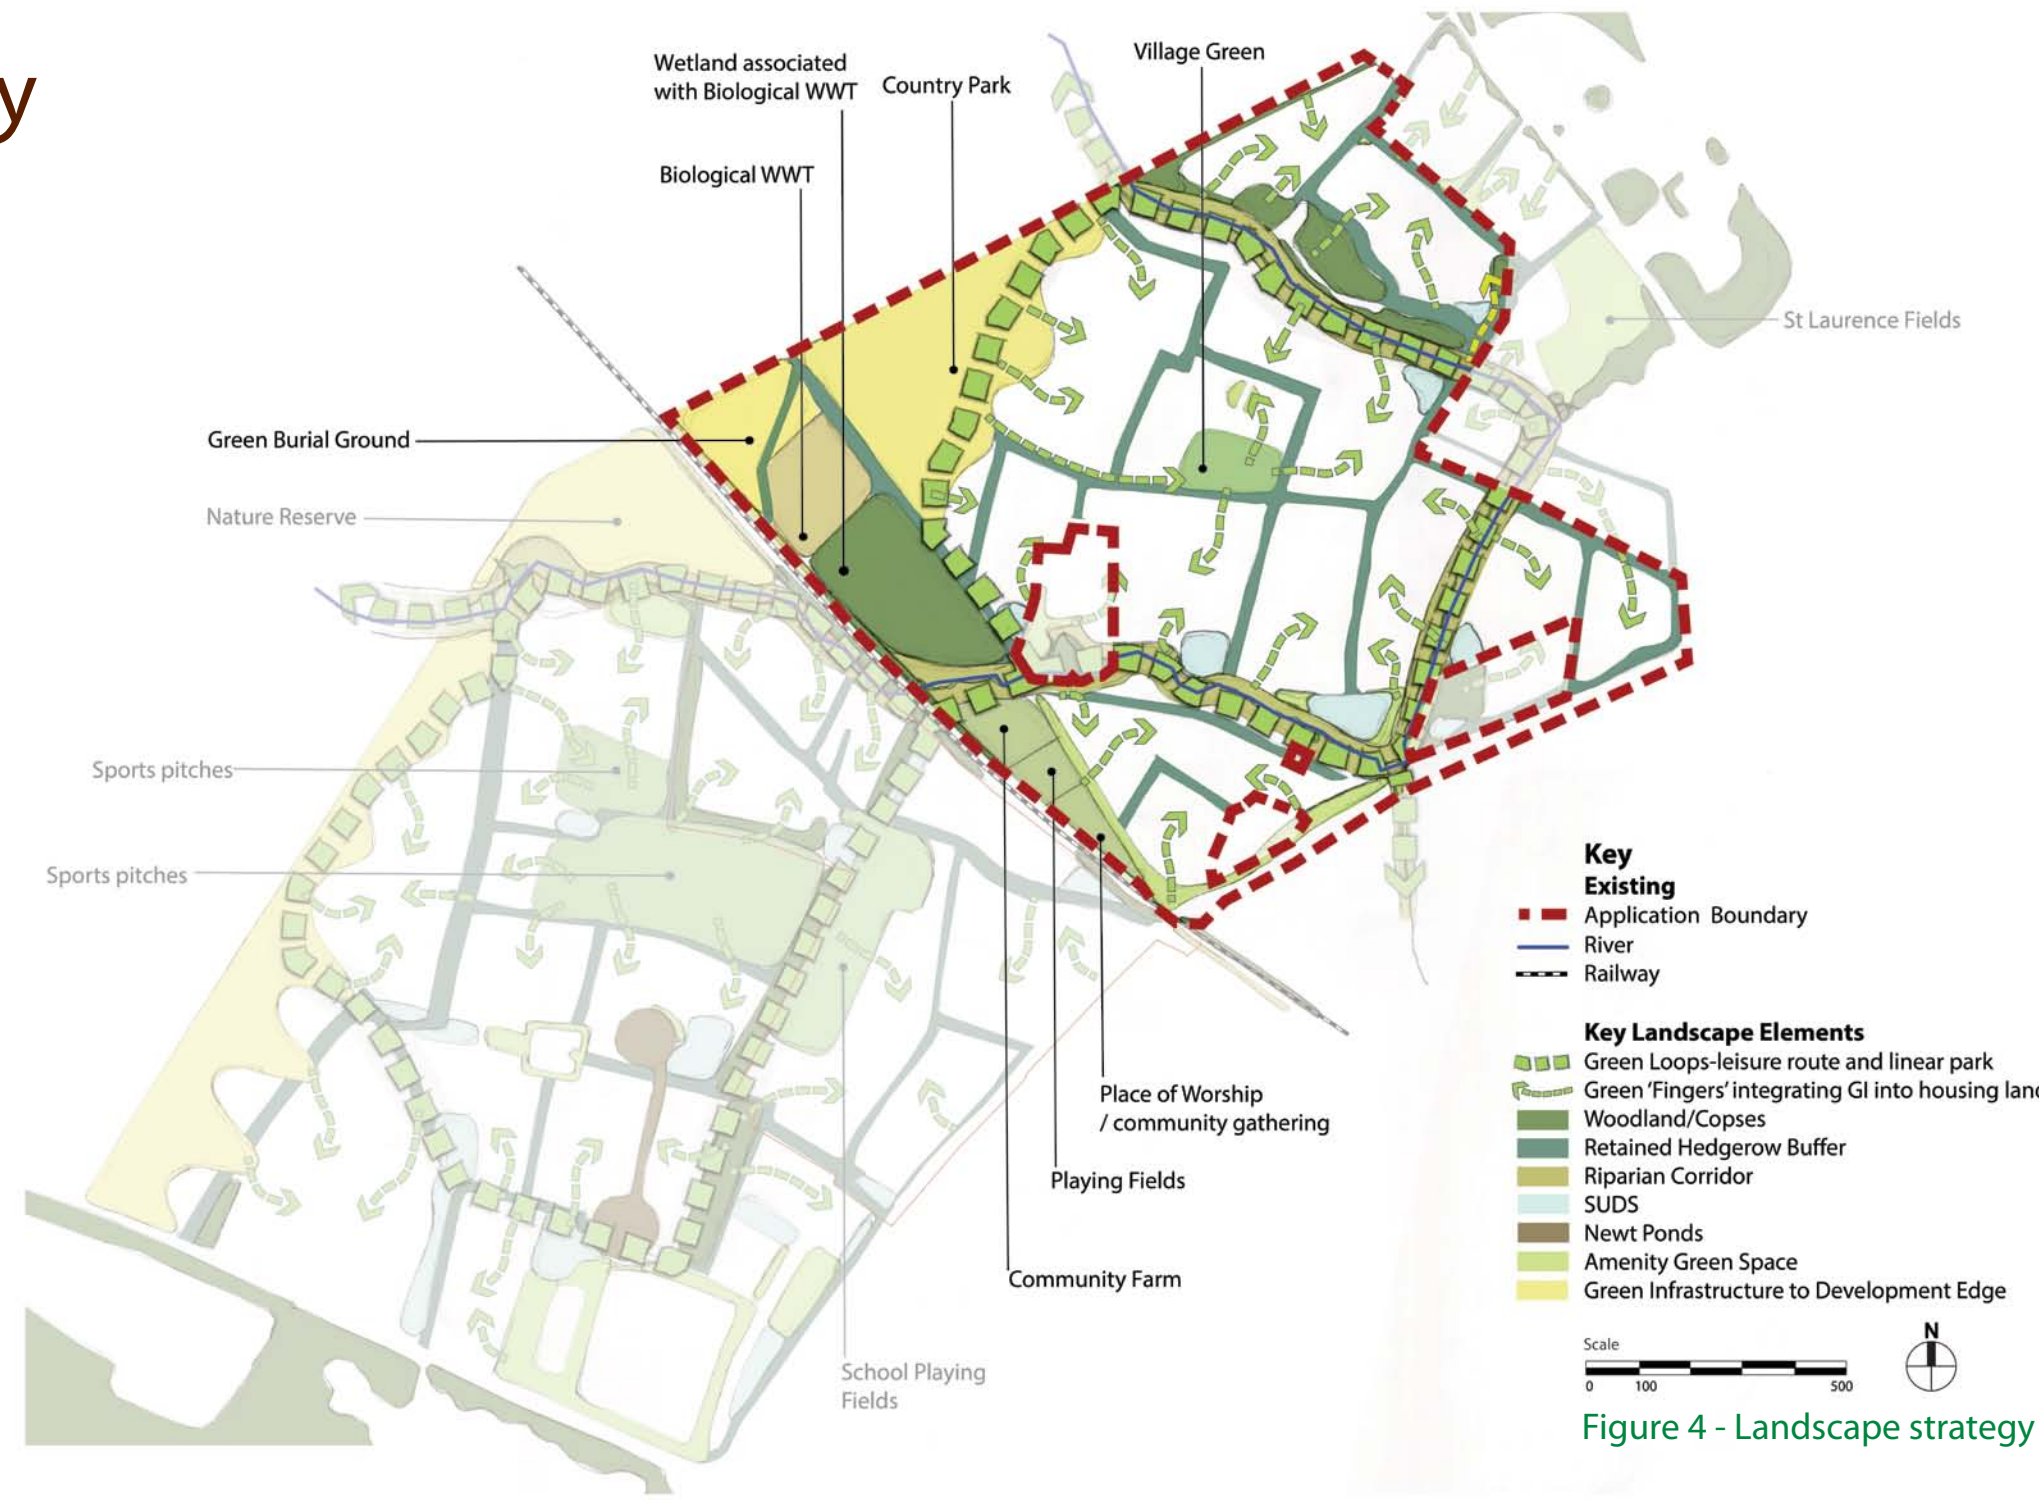 y
Wetland associated
with Biological WWT
Country Park
Village Green
Biological WWT
St Laurence Fields
Green Burial Ground
Nature Reserve
Sports pitches
Sports pitches
Place of Worship
/ community gathering
Playing Fields
Community Farm
School Playing
Fields
Key
Existing
Application Boundary
River
Railway
Key Landscape Elements
Green Loops-leisure route and linear park
Green 'Fingers' integrating GI into housing land
Woodland/Copses
Retained Hedgerow Buffer
Riparian Corridor
SUDS
Newt Ponds
Amenity Green Space
Green Infrastructure to Development Edge
Scale
0 100 500
N
Figure 4 - Landscape strategy